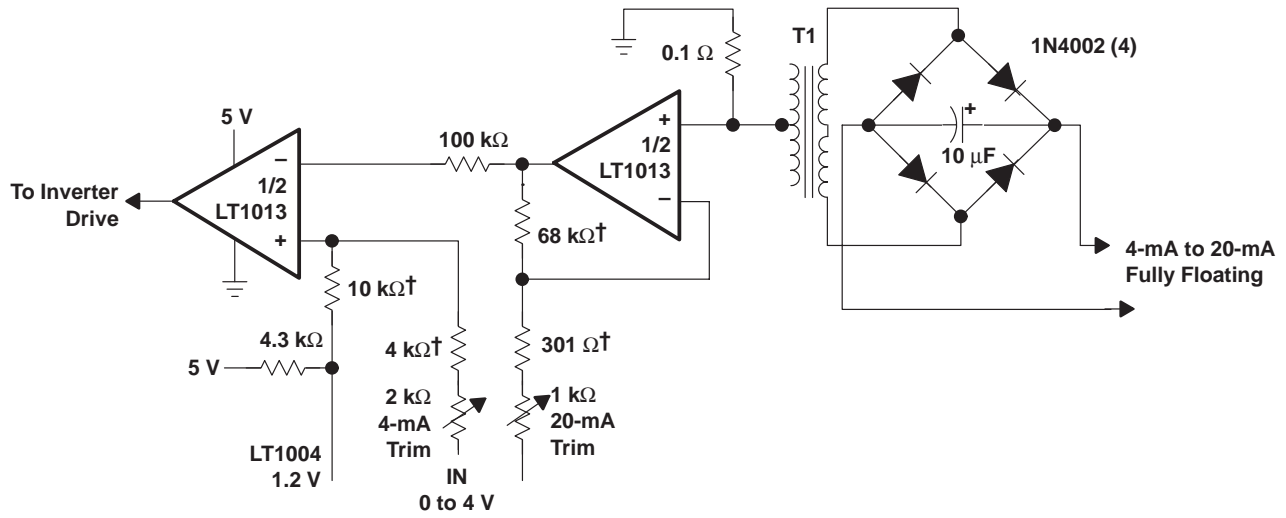 0.1 Ω
T1
1N4002 (4)
5 V
100 kΩ
+
1/2
LT1013
−
+
10 μF
−
1/2
LT1013
+
To Inverter
Drive
68 kΩ†
4-mA to 20-mA
Fully Floating
10 kΩ†
4.3 kΩ
5 V
4 kΩ†
301 Ω†
2 kΩ
4-mA
Trim
1 kΩ
20-mA
Trim
LT1004
1.2 V
IN
0 to 4 V